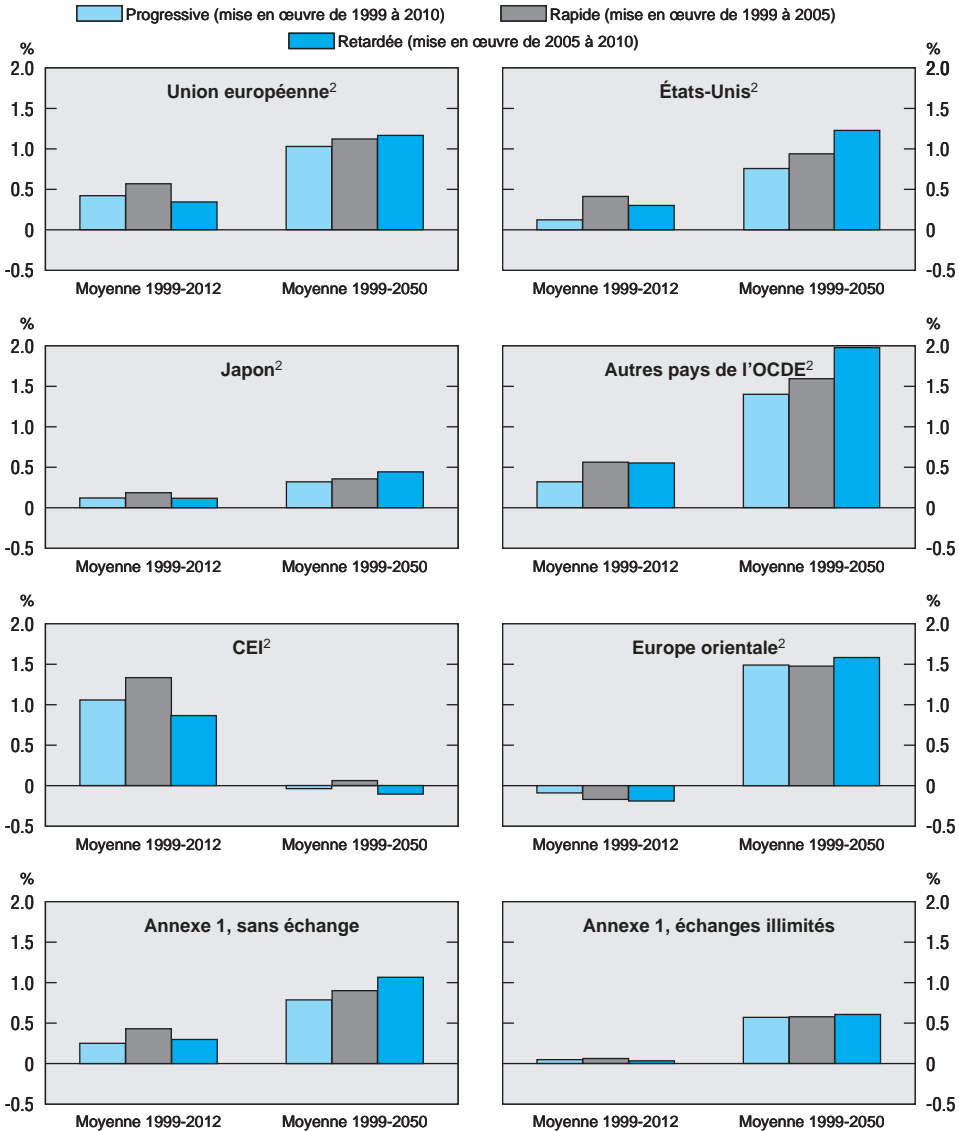 Progressive (mise en œuvre de 1999 à 2010) Rapide (mise en œuvre de 1999 à 2005)
Retardée (mise en œuvre de 2005 à 2010)
% %
Union européenne2 États-Unis2
2.0 2.0
1.5 1.5
1.0 1.0
0.5 0.5
0 0
-0.5 -0.5
Moyenne 1999-2012 Moyenne 1999-2050 Moyenne 1999-2012 Moyenne 1999-2050
% %
Japon2 Autres pays de l'OCDE2
2.0 2.0
1.5 1.5
1.0 1.0
0.5 0.5
0 0
-0.5 -0.5
Moyenne 1999-2012 Moyenne 1999-2050 Moyenne 1999-2012 Moyenne 1999-2050
% %
CEI2 Europe orientale2
2.0 2.0
1.5 1.5
1.0 1.0
0.5 0.5
0 0
-0.5 -0.5
Moyenne 1999-2012 Moyenne 1999-2050 Moyenne 1999-2012 Moyenne 1999-2050
% %
Annexe 1, sans échange Annexe 1, échanges illimités
2.0 2.0
1.5 1.5
1.0 1.0
0.5 0.5
0 0
-0.5 -0.5
Moyenne 1999-2012 Moyenne 1999-2050 Moyenne 1999-2012 Moyenne 1999-2050